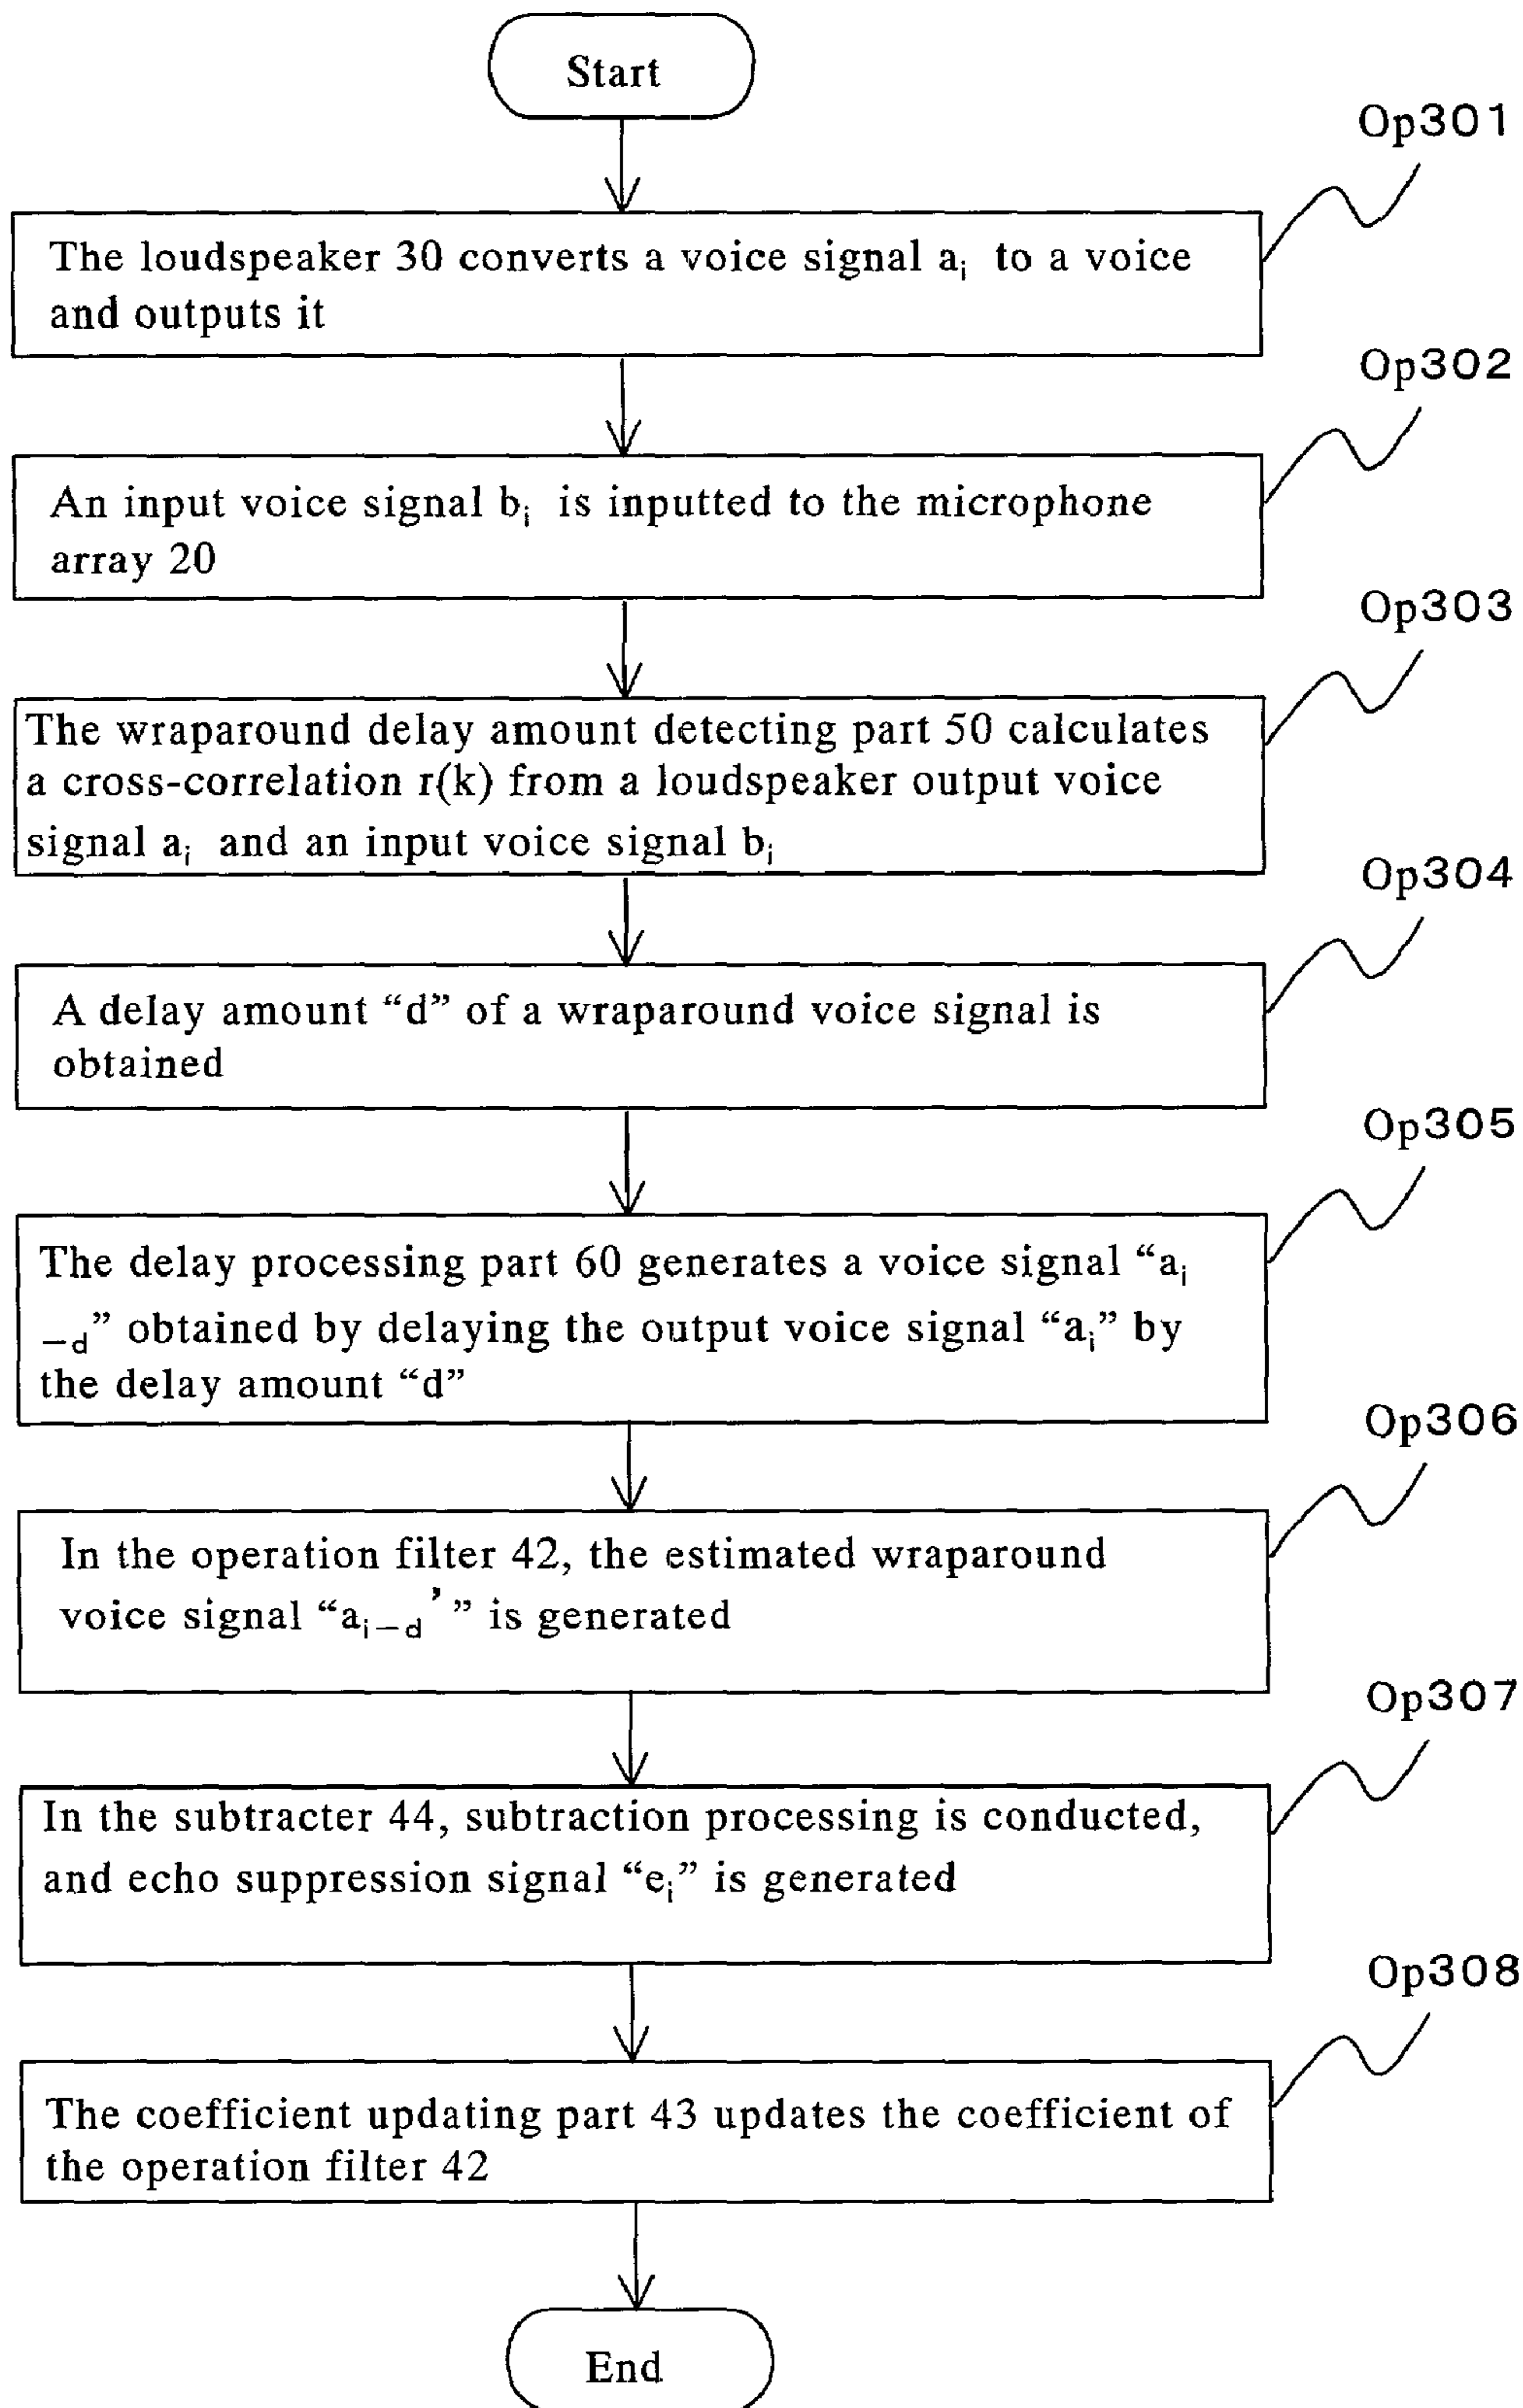 Start
Op301
The loudspeaker 30 converts a voice signal aᵢ to a voice
and outputs it
Op302
An input voice signal bᵢ is inputted to the microphone
array 20
Op303
The wraparound delay amount detecting part 50 calculates
a cross-correlation r(k) from a loudspeaker output voice
signal aᵢ and an input voice signal bᵢ
Op304
A delay amount “d” of a wraparound voice signal is
obtained
Op305
The delay processing part 60 generates a voice signal “aᵢ
−d” obtained by delaying the output voice signal “aᵢ” by
the delay amount “d”
Op306
In the operation filter 42, the estimated wraparound
voice signal “aᵢ₋d’” is generated
Op307
In the subtracter 44, subtraction processing is conducted,
and echo suppression signal “eᵢ” is generated
Op308
The coefficient updating part 43 updates the coefficient of
the operation filter 42
End